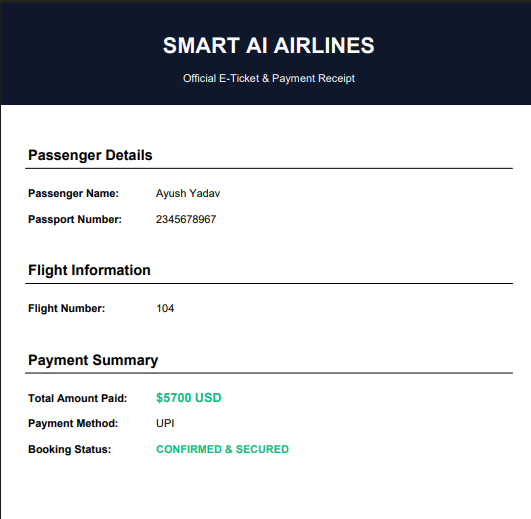 SMART AI AIRLINES
Official E-Ticket & Payment Receipt
Passenger Details
Passenger Name: Ayush Yadav
Passport Number: 2345678967
Flight Information
Flight Number: 104
Payment Summary
Total Amount Paid: $5700 USD
Payment Method: UPI
Booking Status: CONFIRMED & SECURED